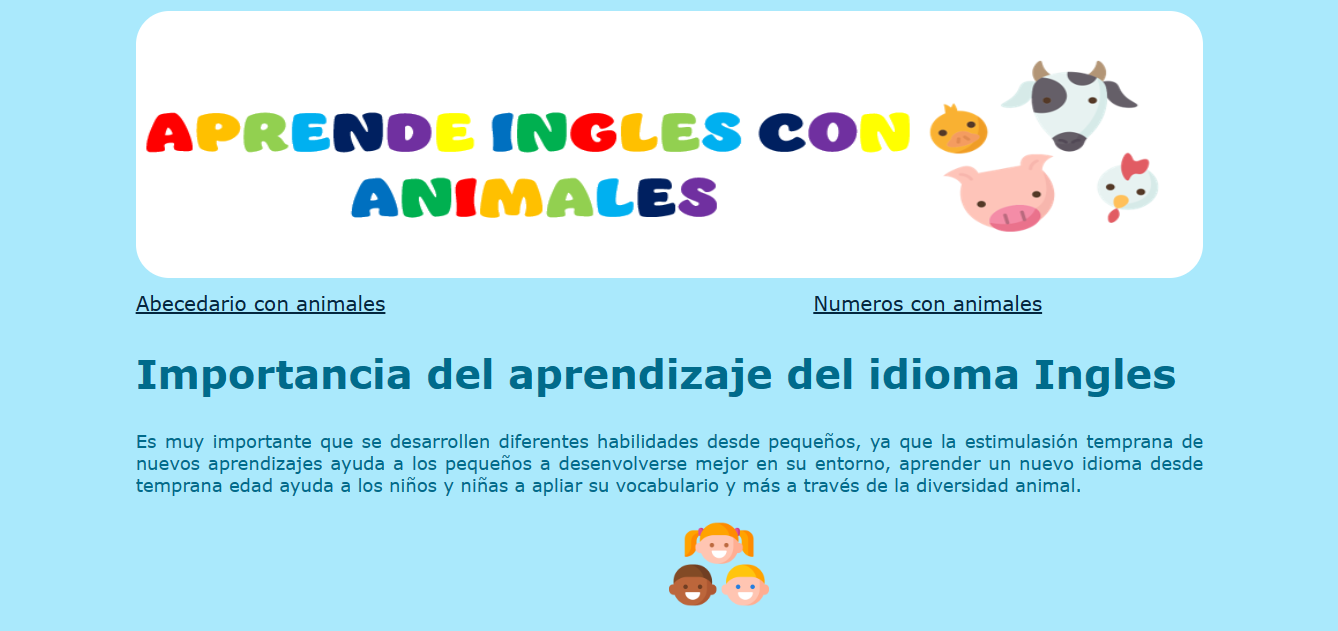 APRENDE INGLES CON
ANIMALES
Abecedario con animales
Numeros con animales
Importancia del aprendizaje del idioma Ingles
Es muy importante que se desarrollen diferentes habilidades desde pequeños, ya que la estimulasión temprana de
nuevos aprendizajes ayuda a los pequeños a desenvolverse mejor en su entorno, aprender un nuevo idioma desde
temprana edad ayuda a los niños y niñas a apliar su vocabulario y más a través de la diversidad animal.